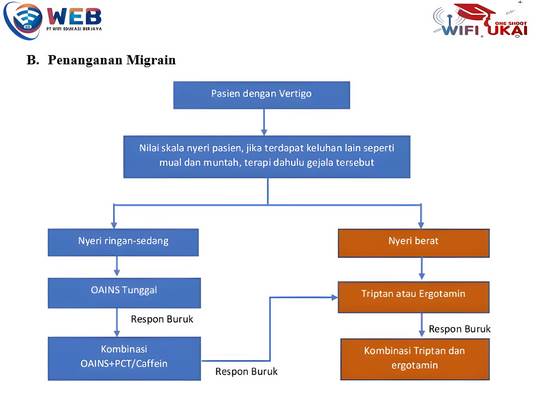 WEB
PT WIFI EDUKASI BERJAYA
ONE SHOOT
WIFI UKAI
B. Penanganan Migrain
Pasien dengan Vertigo
Nilai skala nyeri pasien, jika terdapat keluhan lain seperti
mual dan muntah, terapi dahulu gejala tersebut
Nyeri ringan-sedang
Nyeri berat
OAINS Tunggal
Triptan atau Ergotamin
Respon Buruk
Respon Buruk
Kombinasi
OAINS+PCT/Caffein
Kombinasi Triptan dan
ergotamin
Respon Buruk